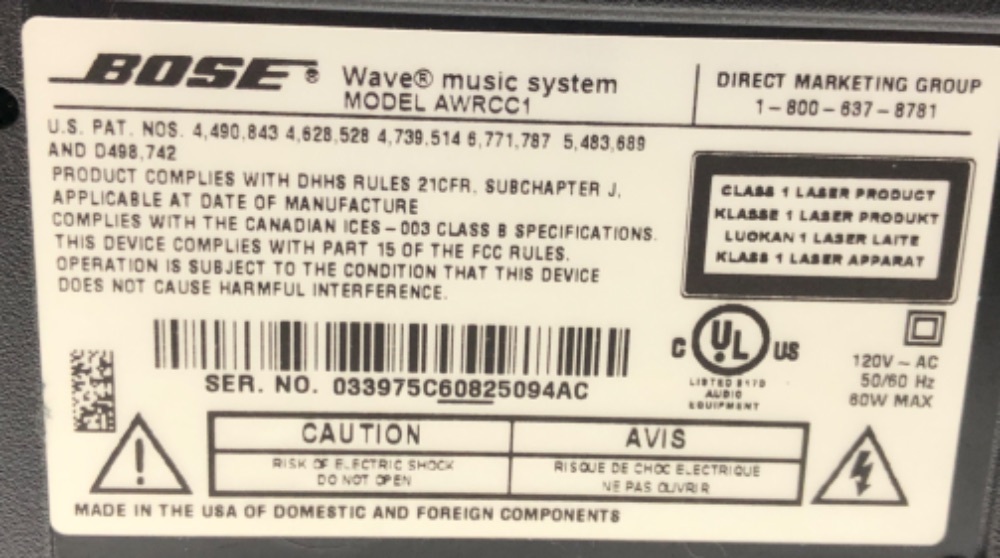 BOSE® Wave® music system
MODEL AWRCC1
DIRECT MARKETING GROUP
1-800-637-8781
U.S. PAT. NOS. 4,490,843 4,628,528 4,739,514 6,771,787 5,483,689
AND D498,742
PRODUCT COMPLIES WITH DHHS RULES 21CFR, SUBCHAPTER J,
APPLICABLE AT DATE OF MANUFACTURE
COMPLIES WITH THE CANADIAN ICES-003 CLASS B SPECIFICATIONS.
THIS DEVICE COMPLIES WITH PART 15 OF THE FCC RULES.
OPERATION IS SUBJECT TO THE CONDITION THAT THIS DEVICE
DOES NOT CAUSE HARMFUL INTERFERENCE.
CLASS 1 LASER PRODUCT
KLASSE 1 LASER PRODUKT
LUOKAN 1 LASER LAITE
KLASS 1 LASER APPARAT
C UL US
LISTED 917D
AUDIO
EQUIPMENT
120V ~ AC
50/60 Hz
60W MAX
SER. NO. 033975C60825094AC
CAUTION
RISK OF ELECTRIC SHOCK
DO NOT OPEN
AVIS
RISQUE DE CHOC ELECTRIQUE
NE PAS OUVRIR
MADE IN THE USA OF DOMESTIC AND FOREIGN COMPONENTS